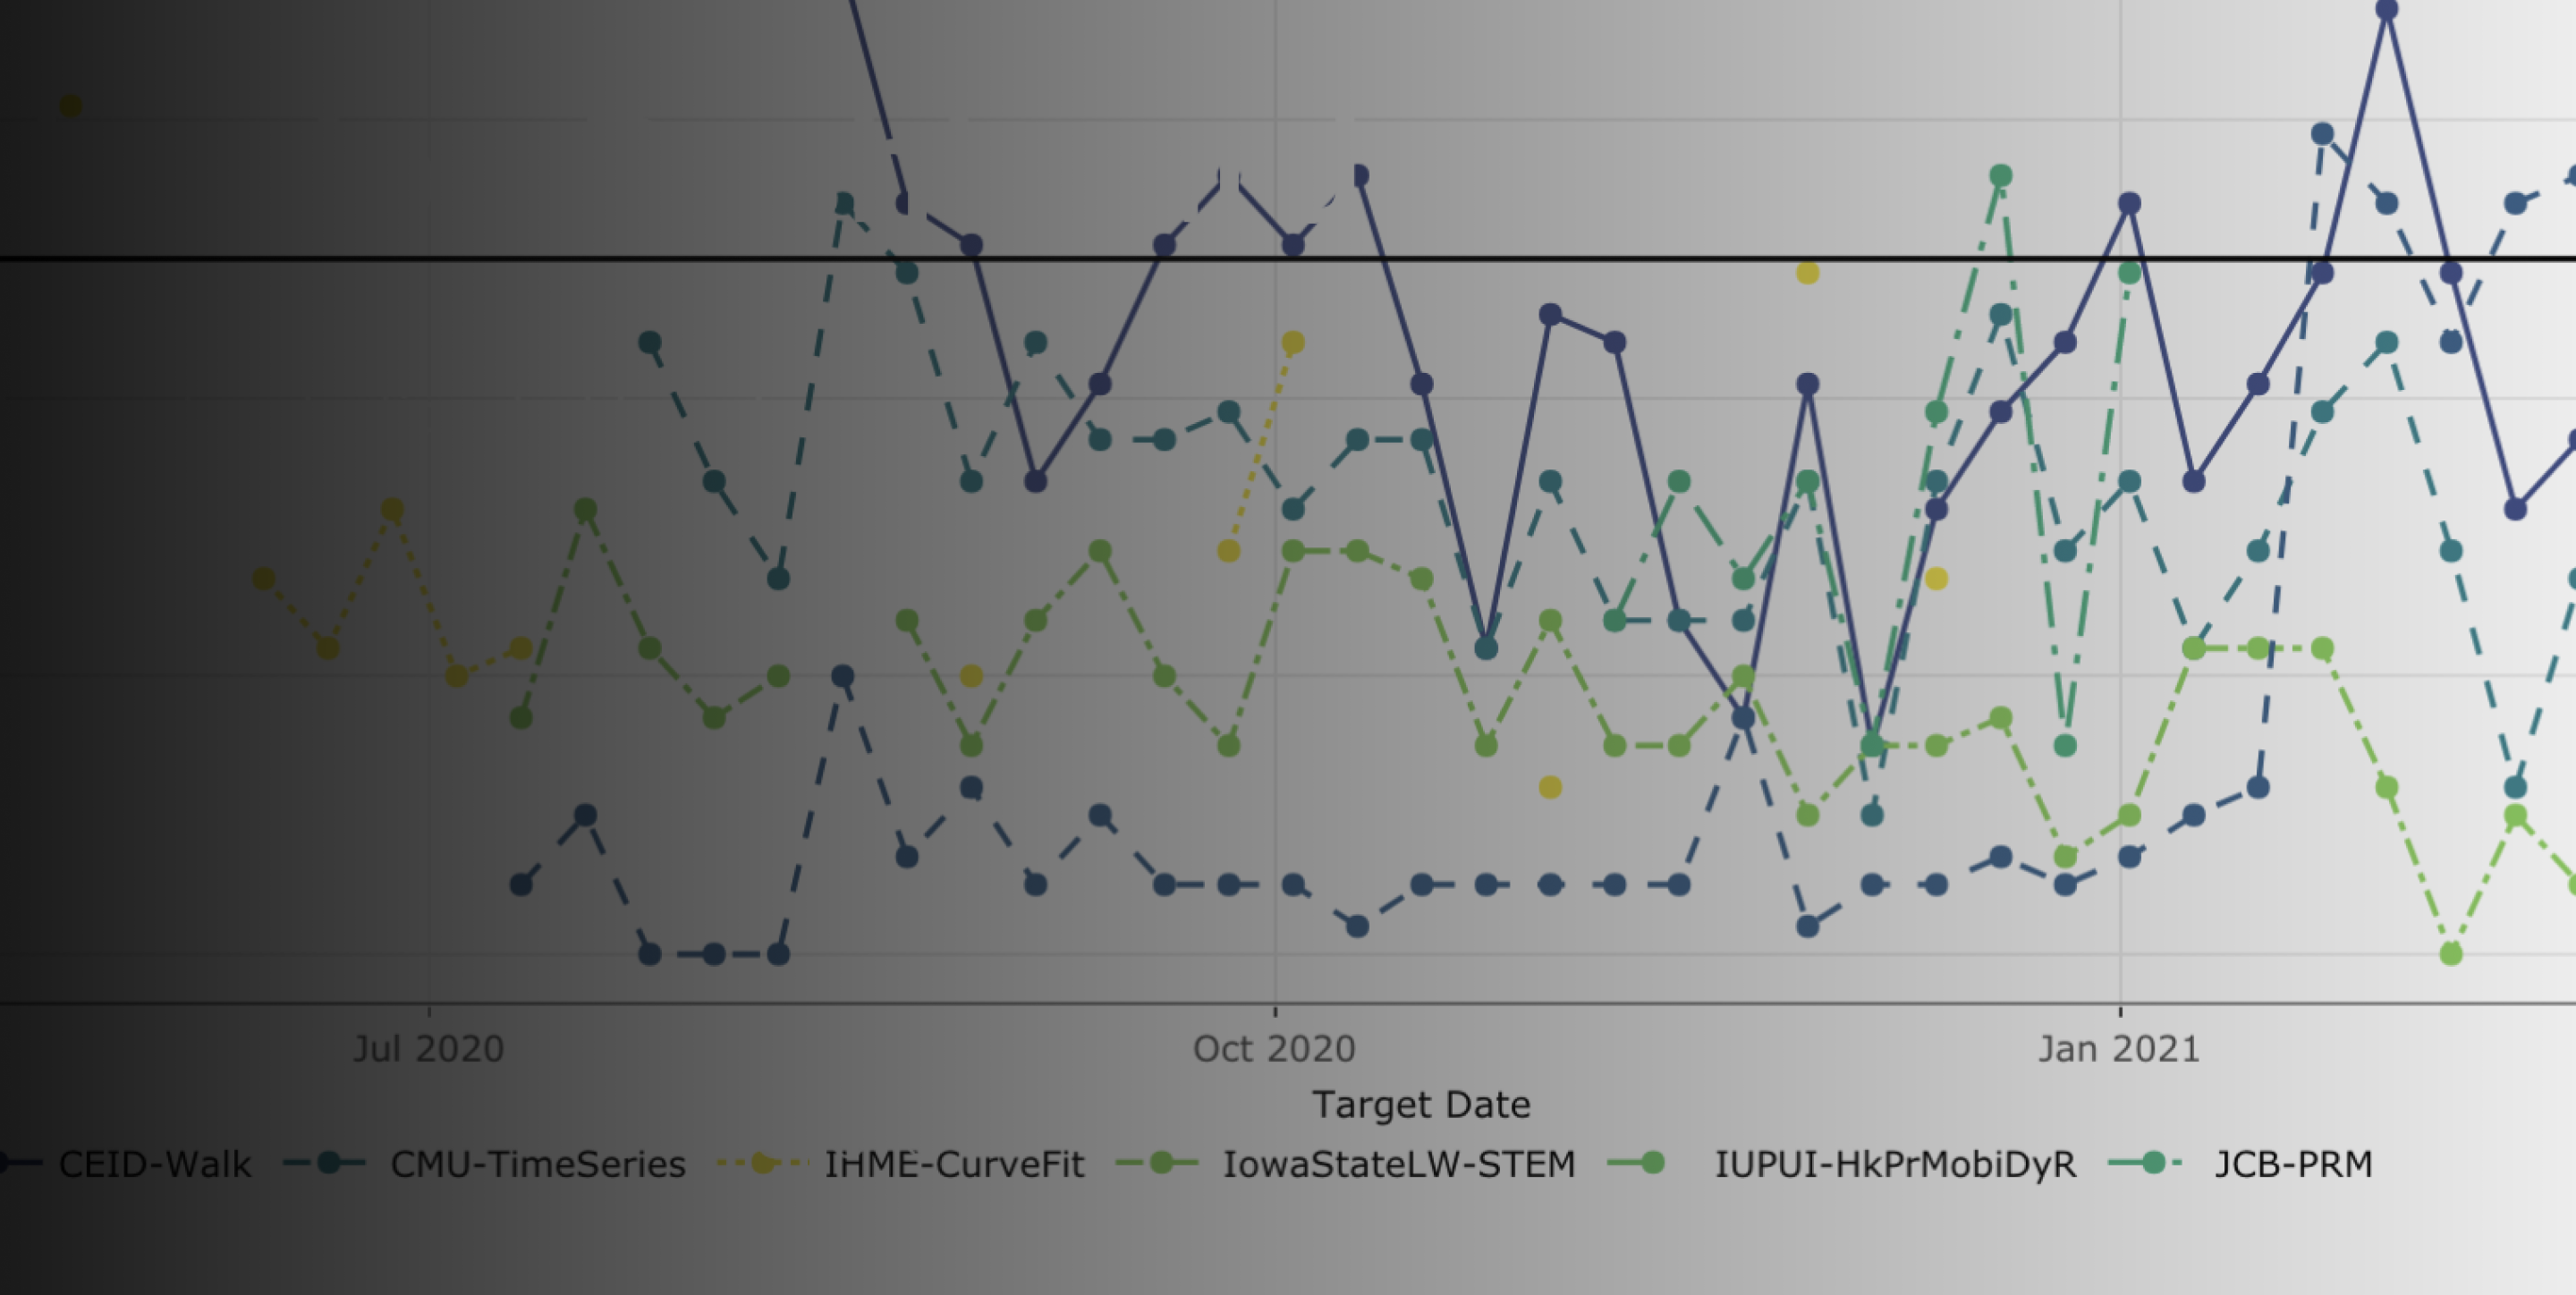 Jul 2020 Oct 2020 Jan 2021
Target Date
CEID-Walk CMU-TimeSeries IHME-CurveFit IowaStateLW-STEM IUPUI-HkPrMobiDyR JCB-PRM